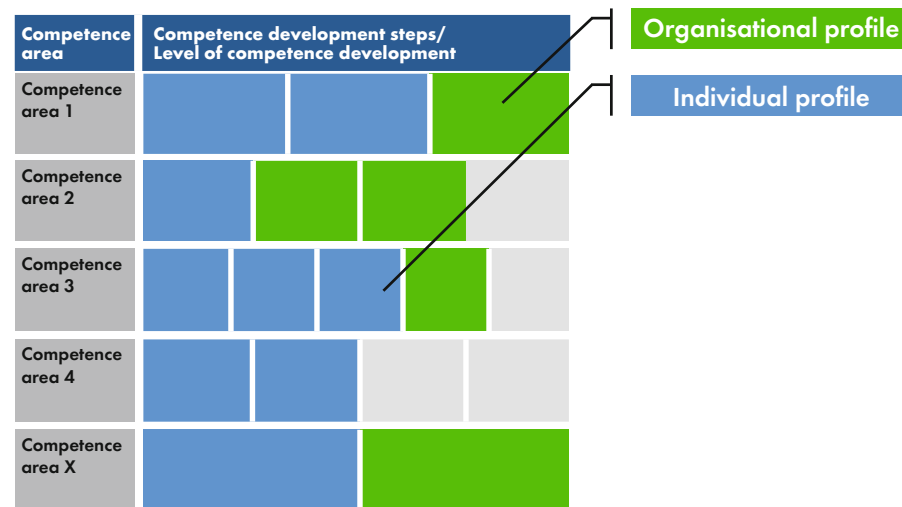 Competence
area
Competence development steps/
Level of competence development
Organisational profile
Individual profile
Competence
area 1
Competence
area 2
Competence
area 3
Competence
area 4
Competence
area X